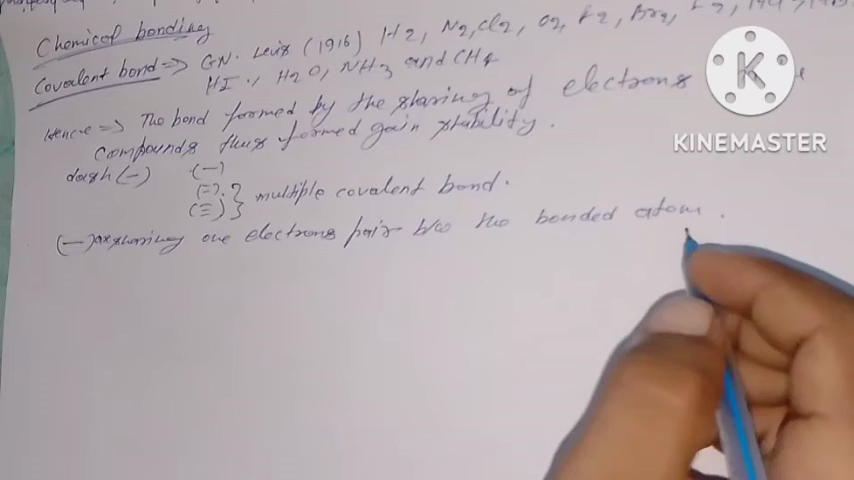 Chemical bonding
Covalent bond => G.N. Lewis (1916) H2, N2, Cl2, O2, F2, Br2, I2,
HI, H2O, NH3 and CH4
Hence => The bond formed by the sharing of electrons
compounds thus formed gain stability.
dash (-) (-)
(=)
(≡) } multiple covalent bond.
(-) sharing one electrons pair b/w the bonded atom.
KINEMASTER